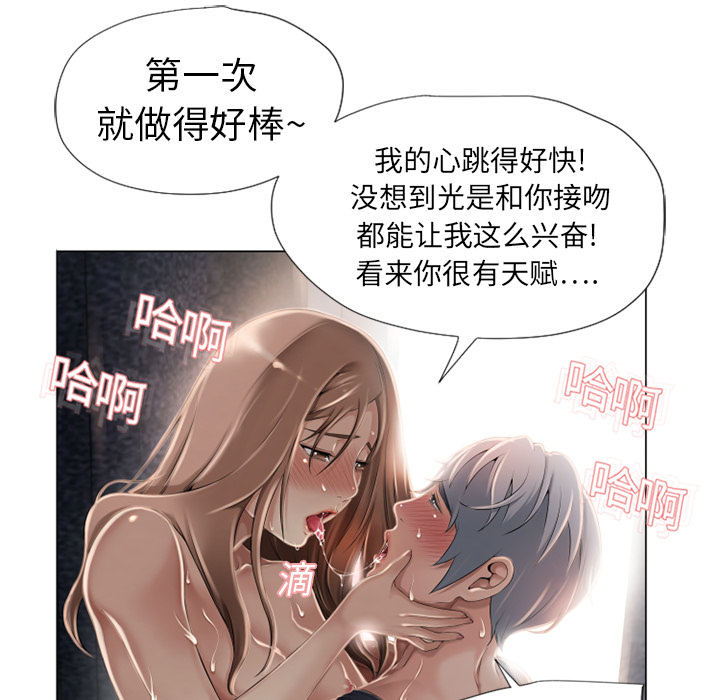 第一次
就做得好棒~
我的心跳得好快!
没想到光是和你接吻
都能让我这么兴奋!
看来你很有天赋....
哈啊
哈啊
哈啊
哈啊
滴